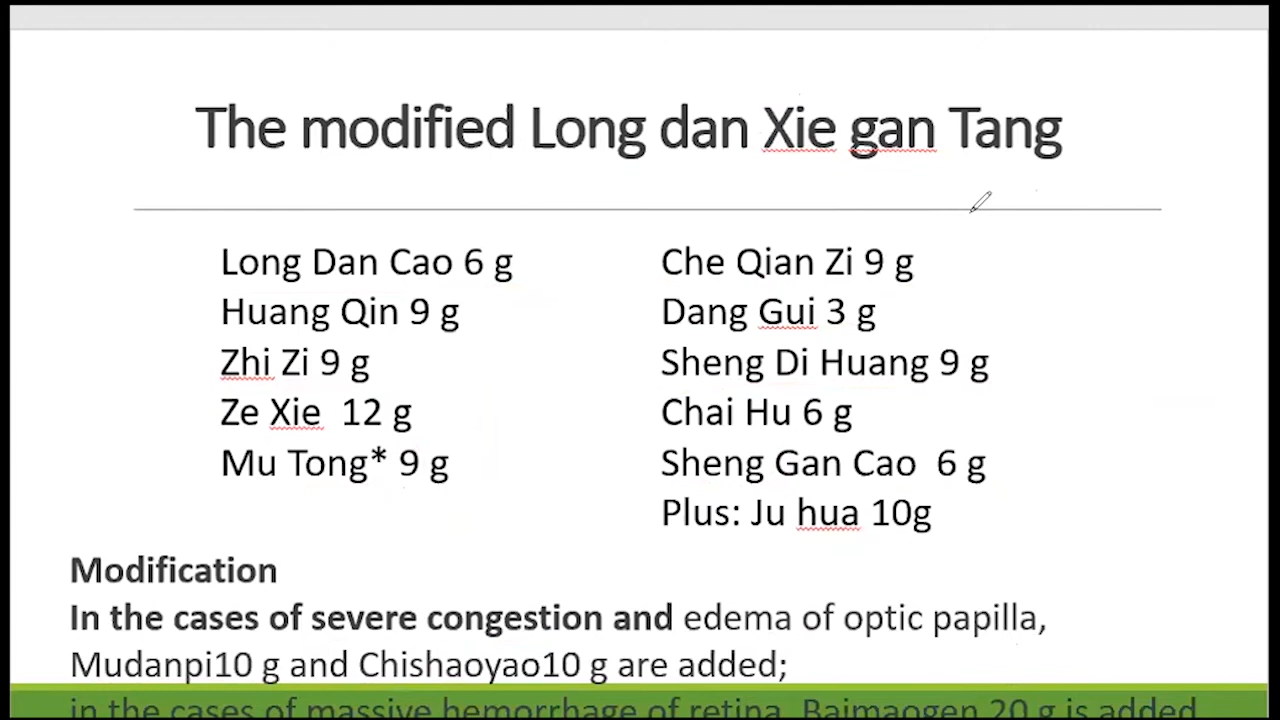 The modified Long dan Xie gan Tang
Long Dan Cao 6 g
Huang Qin 9 g
Zhi Zi 9 g
Ze Xie  12 g
Mu Tong* 9 g
Che Qian Zi 9 g
Dang Gui 3 g
Sheng Di Huang 9 g
Chai Hu 6 g
Sheng Gan Cao  6 g
Plus: Ju hua 10g
Modification
In the cases of severe congestion and edema of optic papilla,
Mudanpi10 g and Chishaoyao10 g are added;
in the cases of massive hemorrhage of retina, Baimaogen 20 g is added